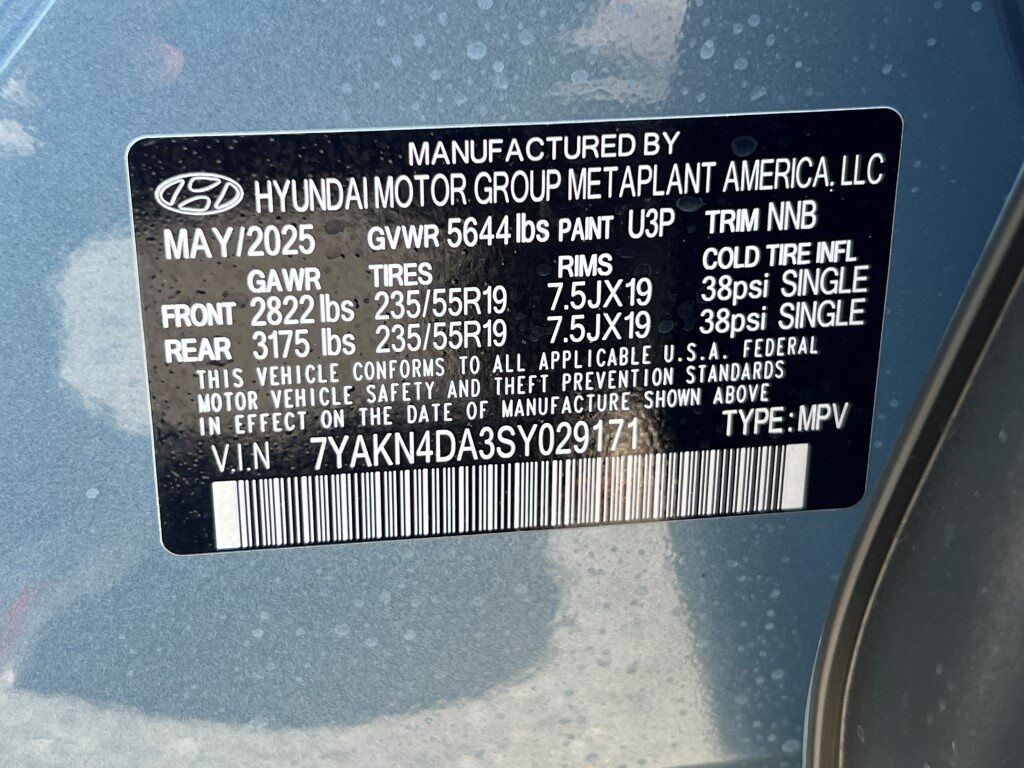 MANUFACTURED BY
HYUNDAI MOTOR GROUP METAPLANT AMERICA, LLC
MAY/2025 GVWR 5644 lbs PAINT U3P TRIM NNB
GAWR TIRES RIMS COLD TIRE INFL
FRONT 2822 lbs 235/55R19 7.5JX19 38psi SINGLE
REAR 3175 lbs 235/55R19 7.5JX19 38psi SINGLE
THIS VEHICLE CONFORMS TO ALL APPLICABLE U.S.A. FEDERAL
MOTOR VEHICLE SAFETY AND THEFT PREVENTION STANDARDS
IN EFFECT ON THE DATE OF MANUFACTURE SHOWN ABOVE
V.I.N 7YAKN4DA3SY029171 TYPE: MPV